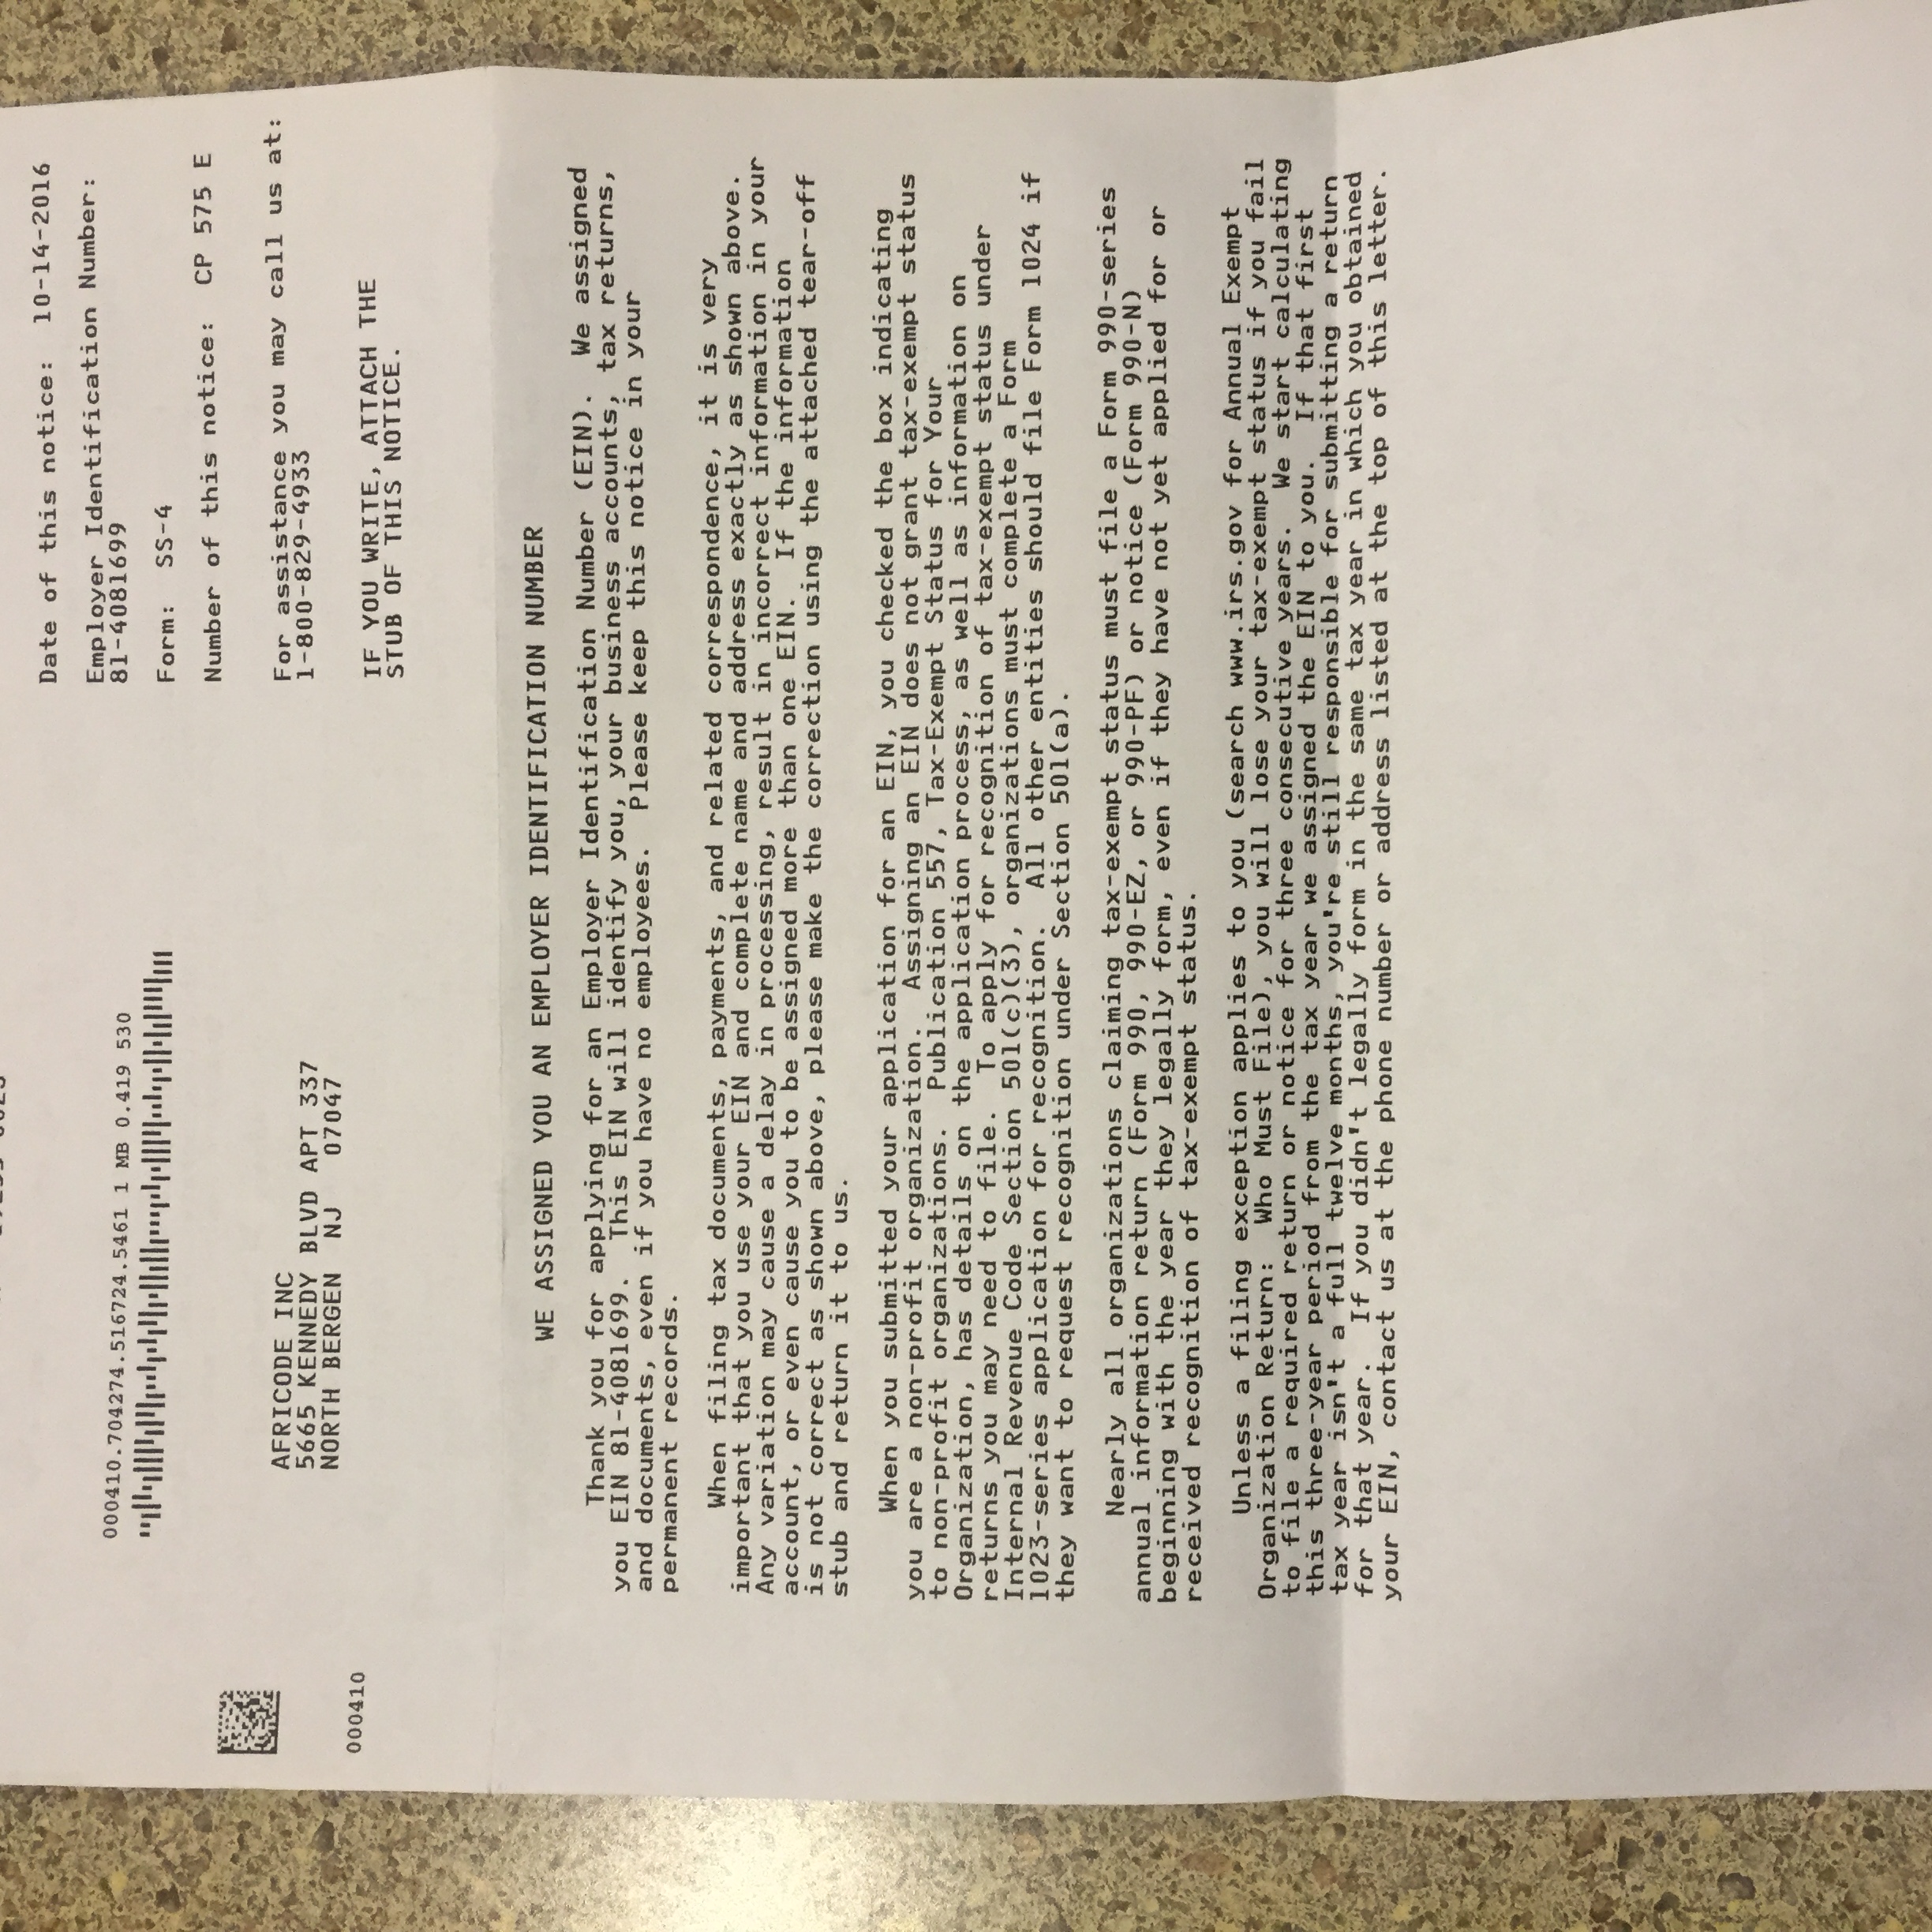 Date of this notice: 10-14-2016
Employer Identification Number:
81-4081699
000410.704274.516724.5461 1 MB 0.419 530
Form: SS-4
Number of this notice: CP 575 E
For assistance you may call us at:
1-800-829-4933
AFRICODE INC
5665 KENNEDY BLVD APT 337
NORTH BERGEN NJ 07047
000410
IF YOU WRITE, ATTACH THE
STUB OF THIS NOTICE.
WE ASSIGNED YOU AN EMPLOYER IDENTIFICATION NUMBER
Thank you for applying for an Employer Identification Number (EIN). We assigned
you EIN 81-4081699. This EIN will identify you, your business accounts, tax returns,
and documents, even if you have no employees. Please keep this notice in your
permanent records.
When filing tax documents, payments, and related correspondence, it is very
important that you use your EIN and complete name and address exactly as shown above.
Any variation may cause a delay in processing, result in incorrect information in your
account, or even cause you to be assigned more than one EIN. If the information
is not correct as shown above, please make the correction using the attached tear-off
stub and return it to us.
When you submitted your application for an EIN, you checked the box indicating
you are a non-profit organization. Assigning an EIN does not grant tax-exempt status
to non-profit organizations. Publication 557, Tax-Exempt Status for Your
Organization, has details on the application process, as well as information on
returns you may need to file. To apply for recognition of tax-exempt status under
Internal Revenue Code Section 501(c)(3), organizations must complete a Form
1023-series application for recognition. All other entities should file Form 1024 if
they want to request recognition under Section 501(a).
Nearly all organizations claiming tax-exempt status must file a Form 990-series
annual information return (Form 990, 990-EZ, or 990-PF) or notice (Form 990-N)
beginning with the year they legally form, even if they have not yet applied for or
received recognition of tax-exempt status.
Unless a filing exception applies to you (search www.irs.gov for Annual Exempt
Organization Return: Who Must File), you will lose your tax-exempt status if you fail
to file a required return or notice for three consecutive years. We start calculating
this three-year period from the tax year we assigned the EIN to you. If that first
tax year isn't a full twelve months, you're still responsible for submitting a return
for that year. If you didn't legally form in the same tax year in which you obtained
your EIN, contact us at the phone number or address listed at the top of this letter.